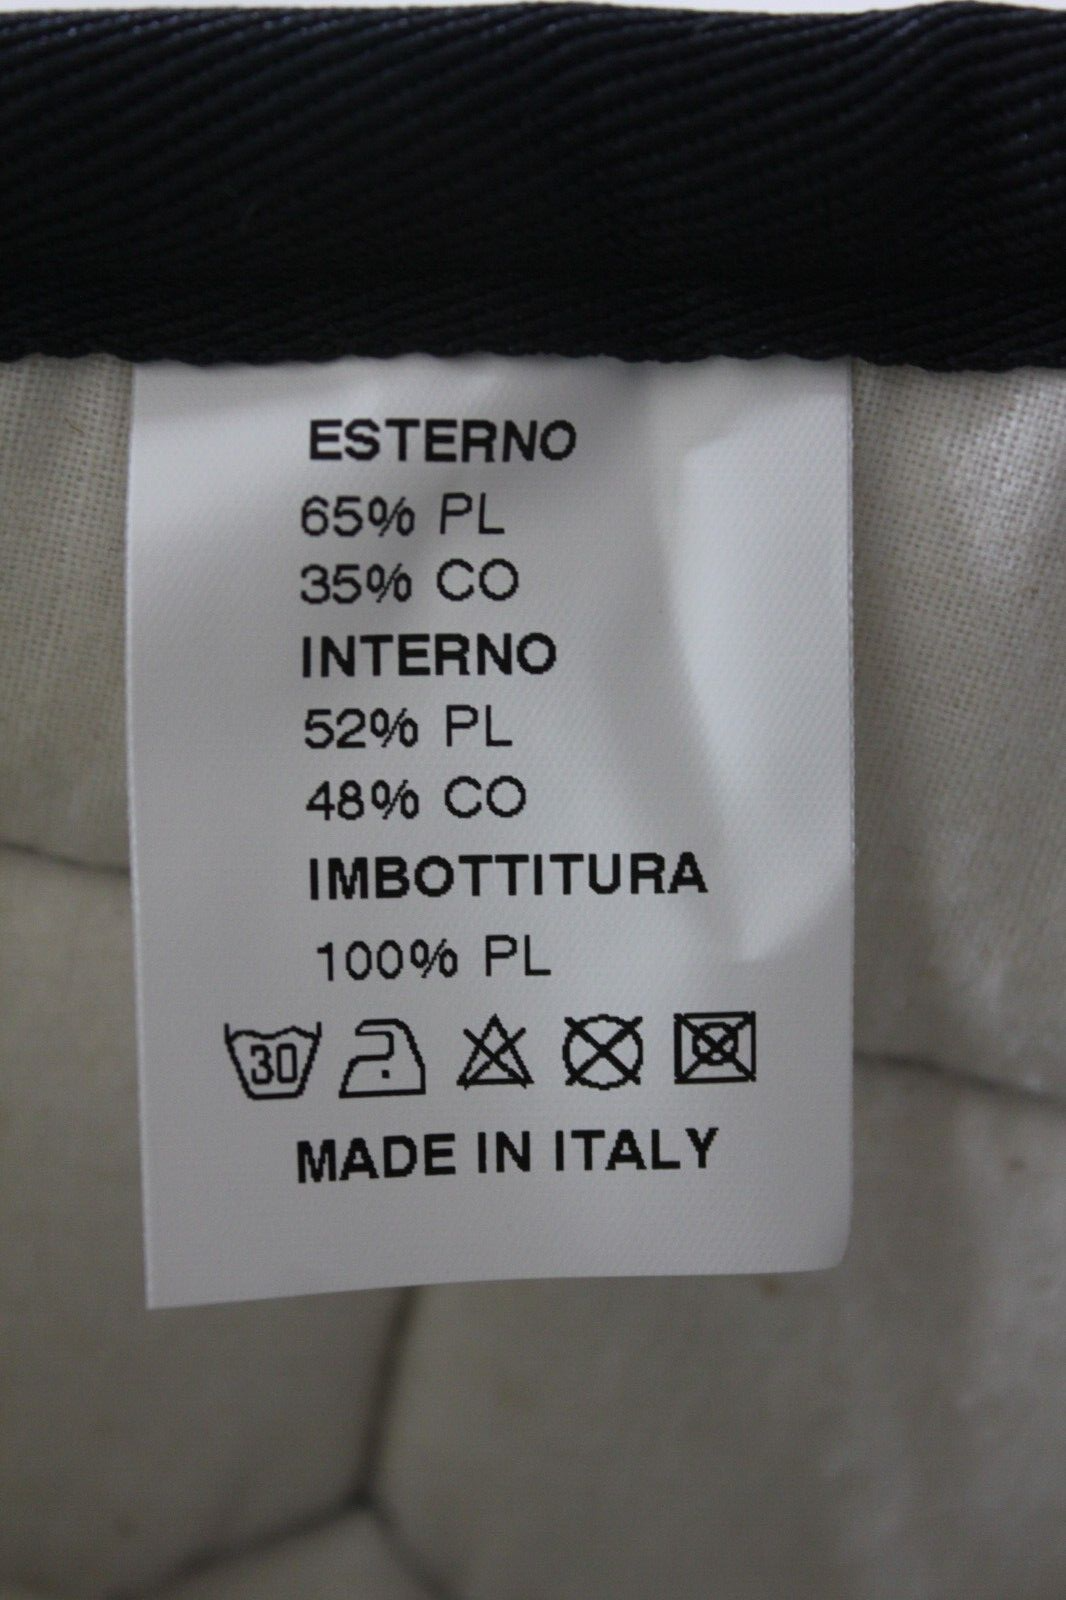 ESTERNO
65% PL
35% CO
INTERNO
52% PL
48% CO
IMBOTTITURA
100% PL
30
MADE IN ITALY